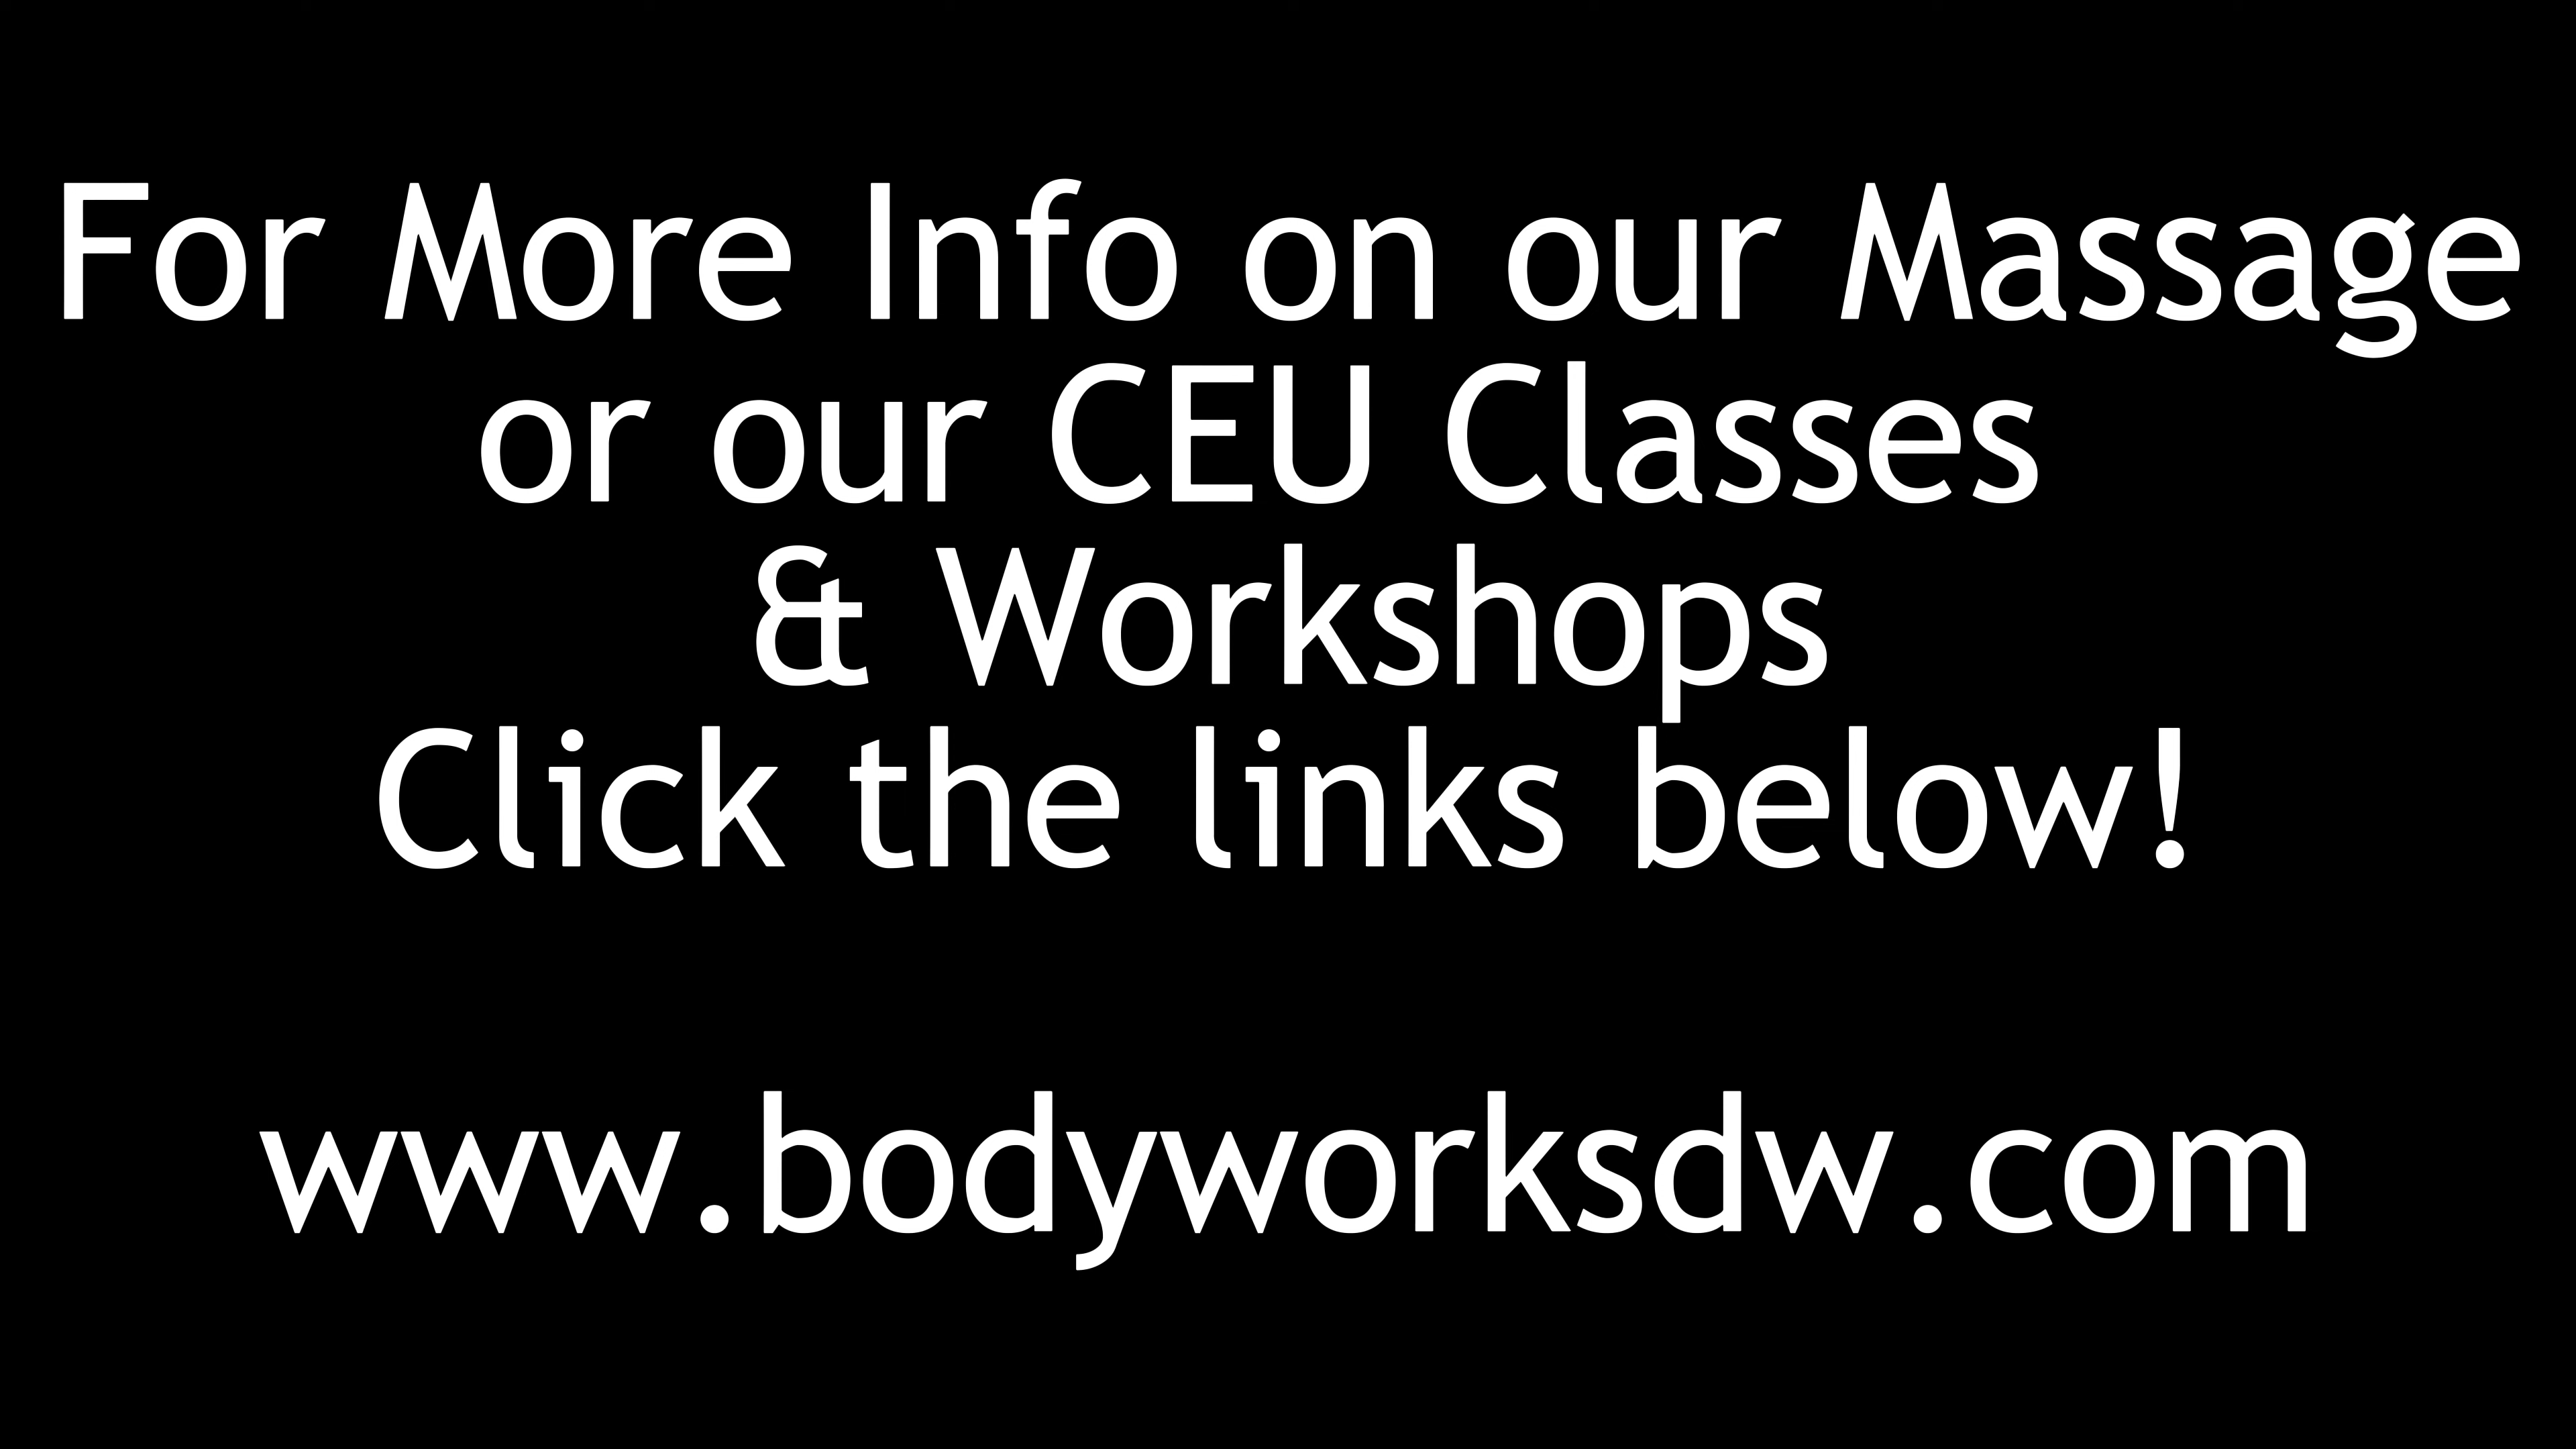 For More Info on our Massage
or our CEU Classes
& Workshops
Click the links below!
www.bodyworksdw.com